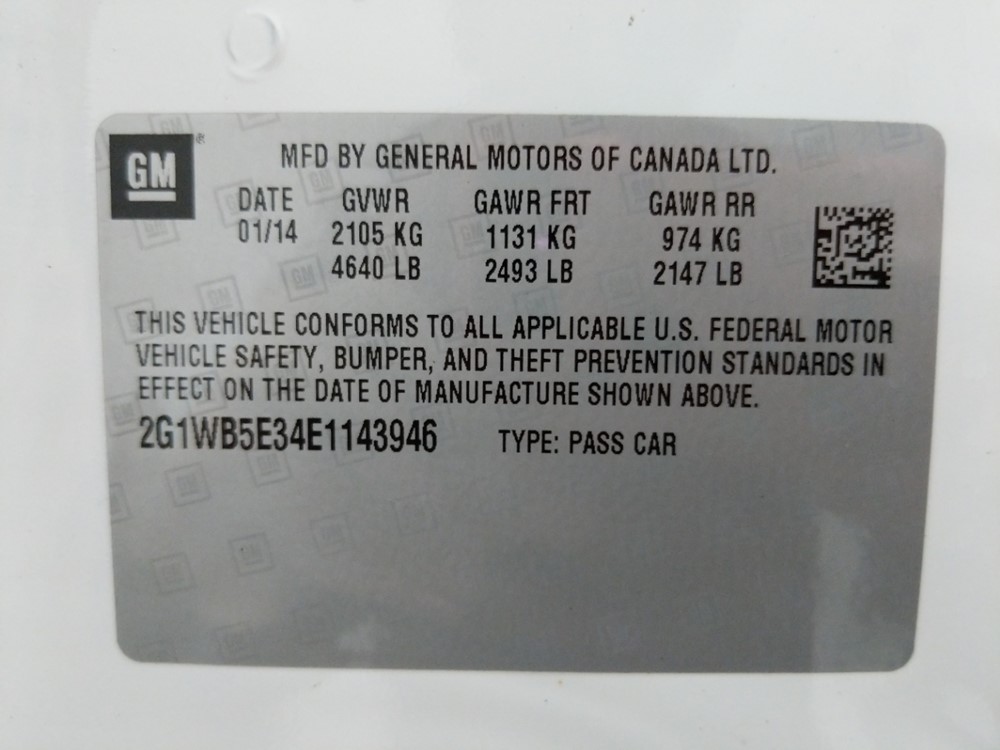 GM
MFD BY GENERAL MOTORS OF CANADA LTD.
DATE GVWR GAWR FRT GAWR RR
01/14 2105 KG 1131 KG 974 KG
4640 LB 2493 LB 2147 LB
THIS VEHICLE CONFORMS TO ALL APPLICABLE U.S. FEDERAL MOTOR
VEHICLE SAFETY, BUMPER, AND THEFT PREVENTION STANDARDS IN
EFFECT ON THE DATE OF MANUFACTURE SHOWN ABOVE.
2G1WB5E34E1143946 TYPE: PASS CAR